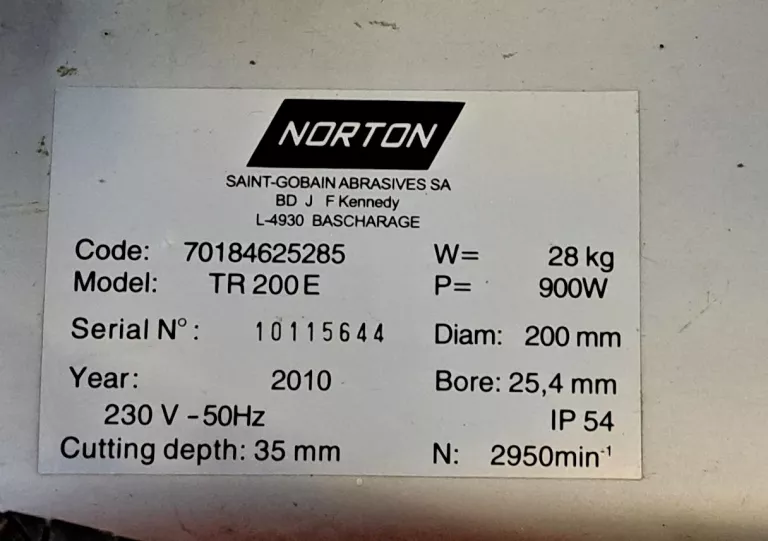 NORTON
SAINT-GOBAIN ABRASIVES SA
BD J F Kennedy
L-4930 BASCHARAGE
Code: 70184625285 W= 28 kg
Model: TR 200 E P= 900W
Serial N°: 10115644 Diam: 200 mm
Year: 2010 Bore: 25,4 mm
230 V - 50Hz IP 54
Cutting depth: 35 mm N: 2950min⁻¹